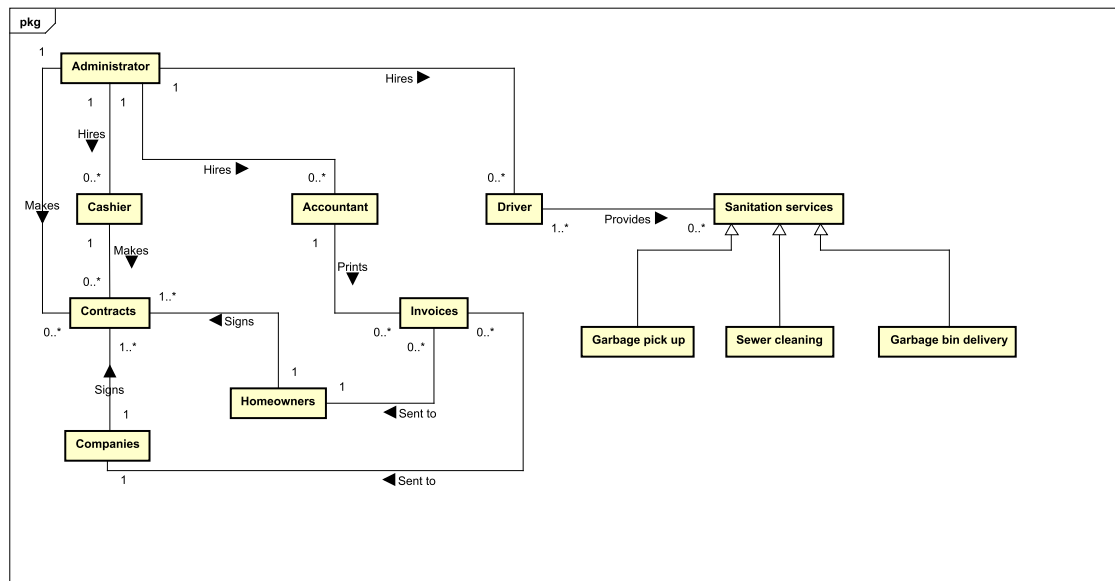 pkg
1
Administrator
1
Hires
1
1
Hires
Hires
0..*
0..*
0..*
Makes
Cashier
Accountant
Driver
Sanitation services
1..*
Provides
0..*
1
1
Makes
Prints
0..*
1..*
Contracts
Signs
Invoices
0..*
0..*
0..*
1..*
0..*
Garbage pick up
Sewer cleaning
Garbage bin delivery
Signs
1
1
Homeowners
Sent to
1
Companies
1
Sent to